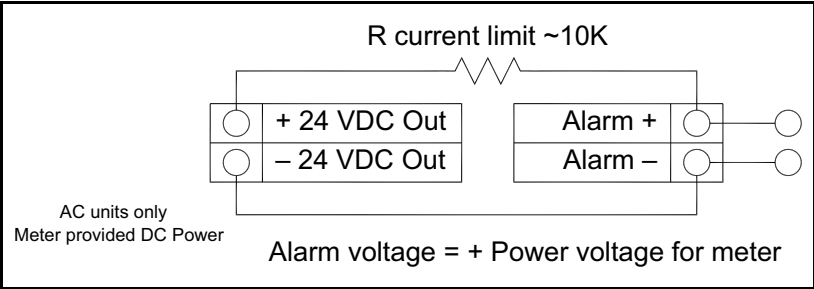 R current limit ~10K
+ 24 VDC Out
Alarm +
– 24 VDC Out
Alarm –
AC units only
Meter provided DC Power
Alarm voltage = + Power voltage for meter